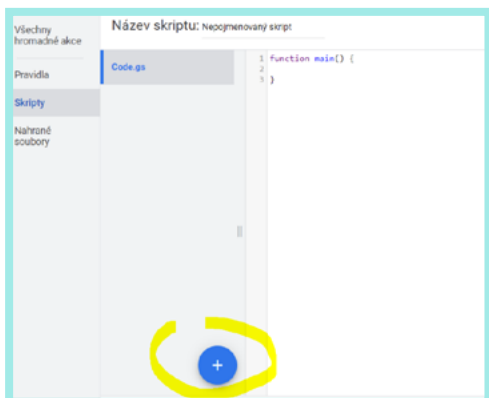 Všechny
hromadné akce
Pravidla
Skripty
Nahrané
soubory
Název skriptu: Nepojmenovaný skript
Code.gs
1 function main() {
2
3 }
+